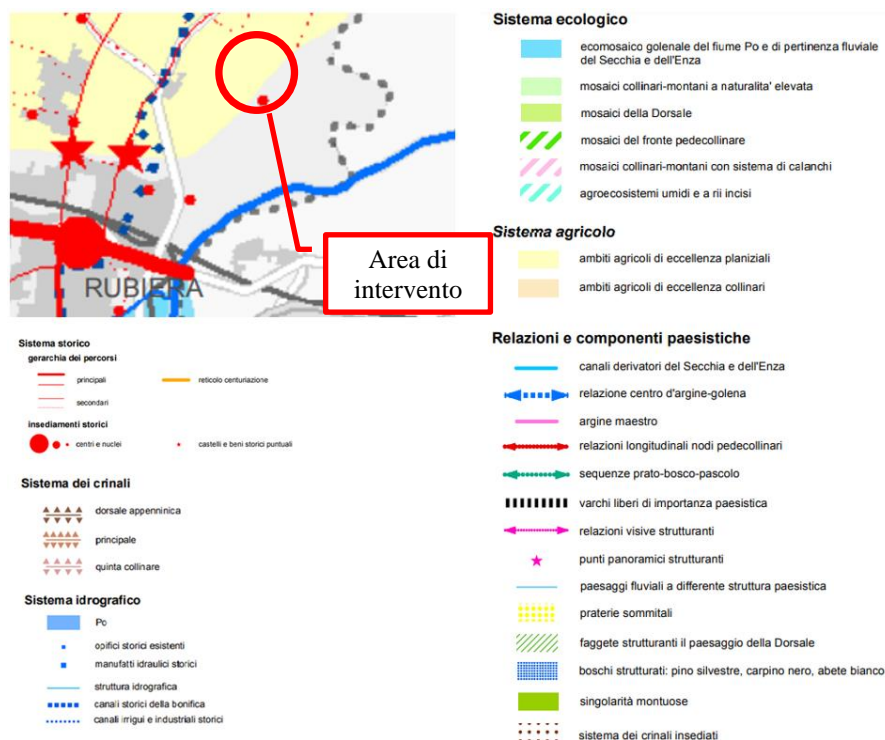 RUBIERA
Area di
intervento
Sistema ecologico
ecomosaico golenale del fiume Po e di pertinenza fluviale
del Secchia e dell'Enza
mosaici collinari-montani a naturalita' elevata
mosaici della Dorsale
mosaici del fronte pedecollinare
mosaici collinari-montani con sistema di calanchi
agroecosistemi umidi e a rii incisi
Sistema agricolo
ambiti agricoli di eccellenza planiziali
ambiti agricoli di eccellenza collinari
Sistema storico
gerarchia dei percorsi
principali
reticolo centuriazione
secondari
insediamenti storici
centri e nuclei
castelli e beni storici puntuali
Sistema dei crinali
dorsale appenninica
principale
quinta collinare
Sistema idrografico
Po
opifici storici esistenti
manufatti idraulici storici
struttura idrografica
canali storici della bonifica
canali irrigui e industriali storici
Relazioni e componenti paesistiche
canali derivatori del Secchia e dell'Enza
relazione centro d'argine-golena
argine maestro
relazioni longitudinali nodi pedecollinari
sequenze prato-bosco-pascolo
varchi liberi di importanza paesistica
relazioni visive strutturanti
punti panoramici strutturanti
paesaggi fluviali a differente struttura paesistica
praterie sommitali
faggete strutturanti il paesaggio della Dorsale
boschi strutturati: pino silvestre, carpino nero, abete bianco
singolarità montuose
sistema dei crinali insediati